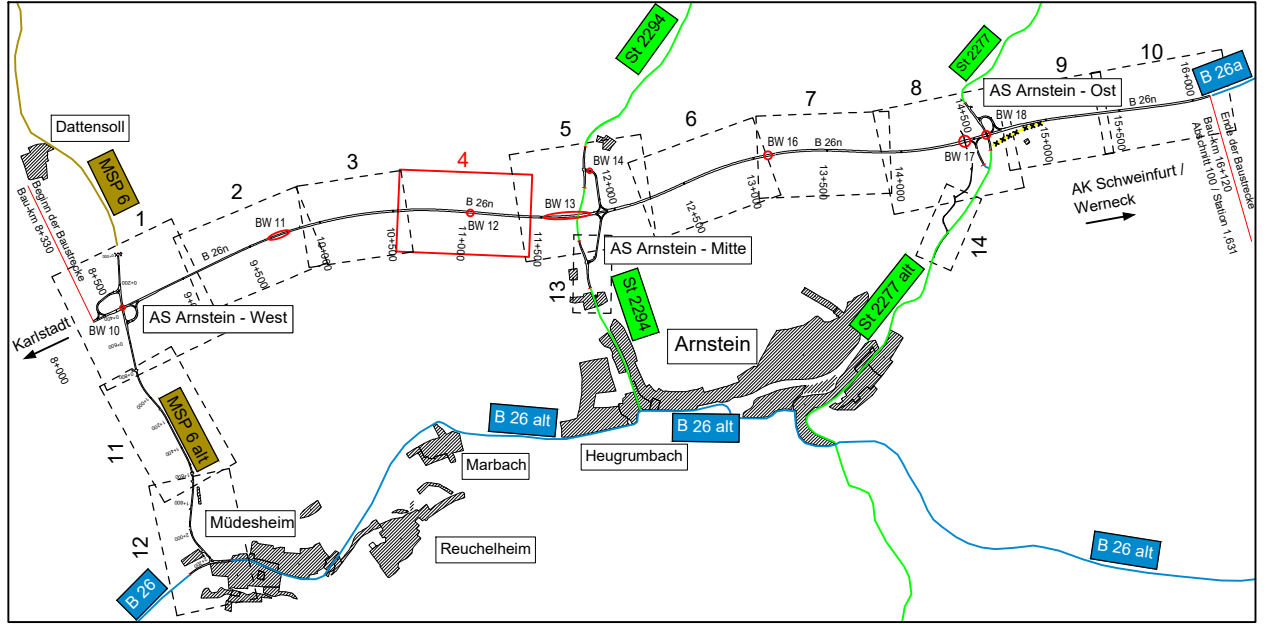 St 2294
St 2277
10
9
8
7
6
5
4
3
2
1
B 26a
16+000
AS Arnstein - Ost
B 26n
BW 18
14+500
15+500
15+000
BW 17
Ende der Baustrecke
Bau-km 16+120
Abschnitt 100 / Station 1,631
Dattensoll
MSP 6
Beginn der Baustrecke
Bau-km 8+330
BW 14
12+000
BW 16
B 26n
13+500
13+000
14+000
12+500
AK Schweinfurt /
Werneck
B 26n
BW 11
B 26n
BW 12
BW 13
10+000
10+500
11+000
11+500
9+500
8+500
AS Arnstein - Mitte
AS Arnstein - West
BW 10
Karlstadt
8+000
13
14
St 2294
St 2277 alt
Arnstein
MSP 6 alt
11
12
B 26 alt
B 26 alt
Heugrumbach
Marbach
Müdesheim
Reuchelheim
B 26
B 26 alt